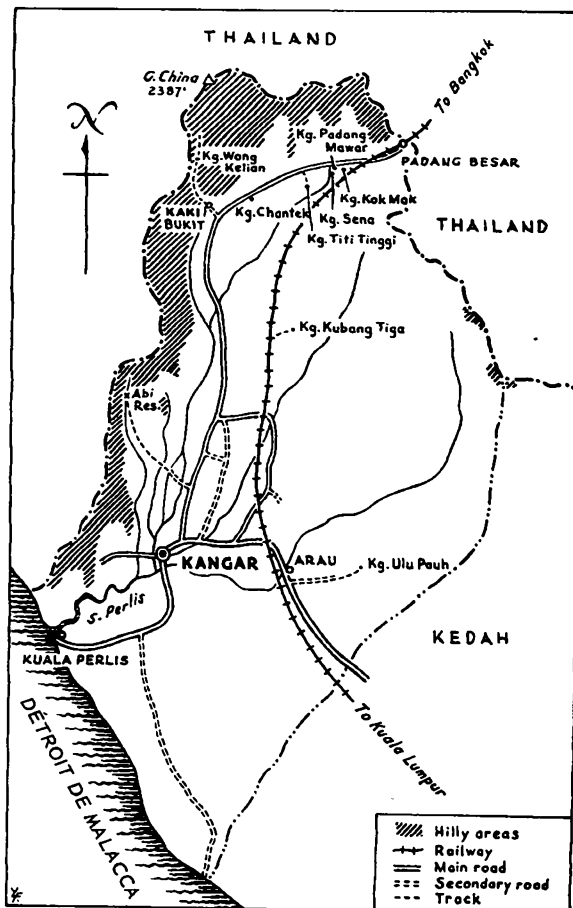 THAILAND
G. China
2387'
To Bangkok
N
Kg. Padang
Mawar
Kg. Wang
Kelian
PADANG BESAR
Kg. Kok Mak
KAKI
BUKIT
Kg. Chantek
Kg. Sena
Kg. Titi Tinggi
THAILAND
Kg. Kubang Tiga
Abi
Res.
KANGAR
ARAU
Kg. Ulu Pauh
S. Perlis
KEDAH
KUALA PERLIS
To Kuala Lumpur
DÉTROIT DE MALACCA
Hilly areas
Railway
Main road
Secondary road
Track